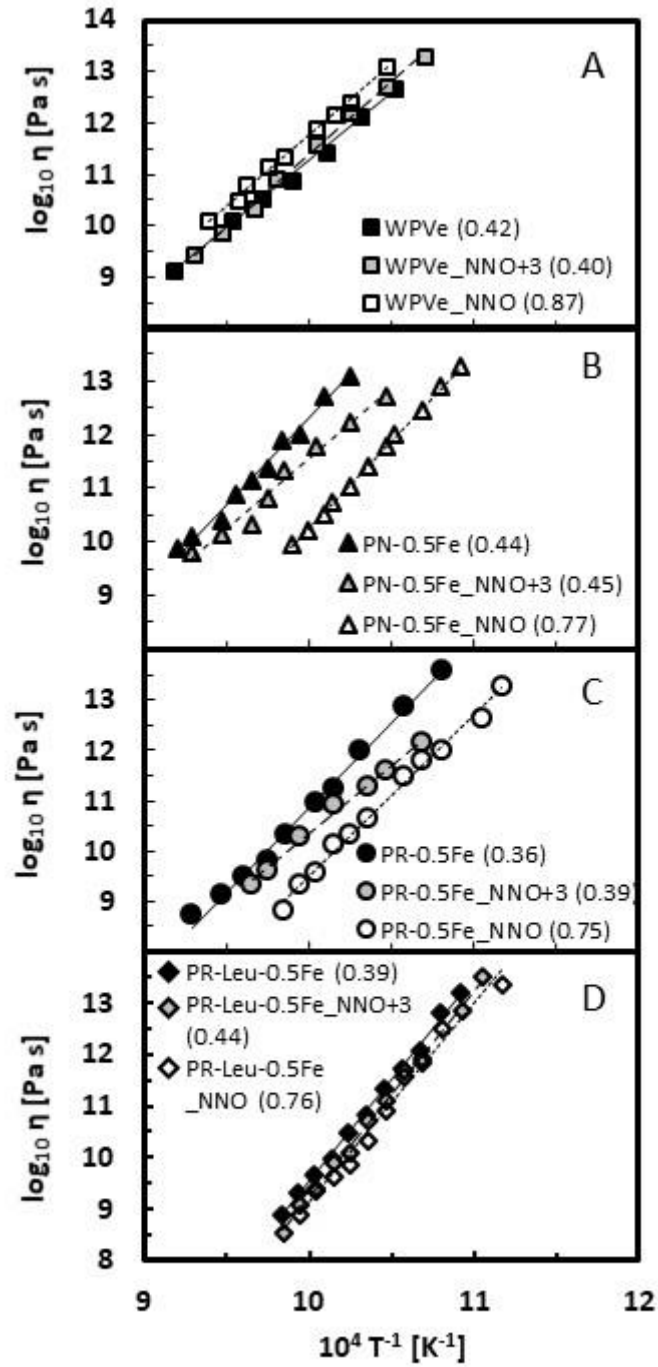 14
13
12
11
10
9
log₁₀ η [Pa s]
A
WPVe (0.42)
WPVe_NNO+3 (0.40)
WPVe_NNO (0.87)
13
12
11
10
9
log₁₀ η [Pa s]
B
PN-0.5Fe (0.44)
PN-0.5Fe_NNO+3 (0.45)
PN-0.5Fe_NNO (0.77)
13
12
11
10
9
log₁₀ η [Pa s]
C
PR-0.5Fe (0.36)
PR-0.5Fe_NNO+3 (0.39)
PR-0.5Fe_NNO (0.75)
13
12
11
10
9
8
log₁₀ η [Pa s]
D
PR-Leu-0.5Fe (0.39)
PR-Leu-0.5Fe_NNO+3
(0.44)
PR-Leu-0.5Fe
_NNO (0.76)
9 10 11 12
10⁴ T⁻¹ [K⁻¹]